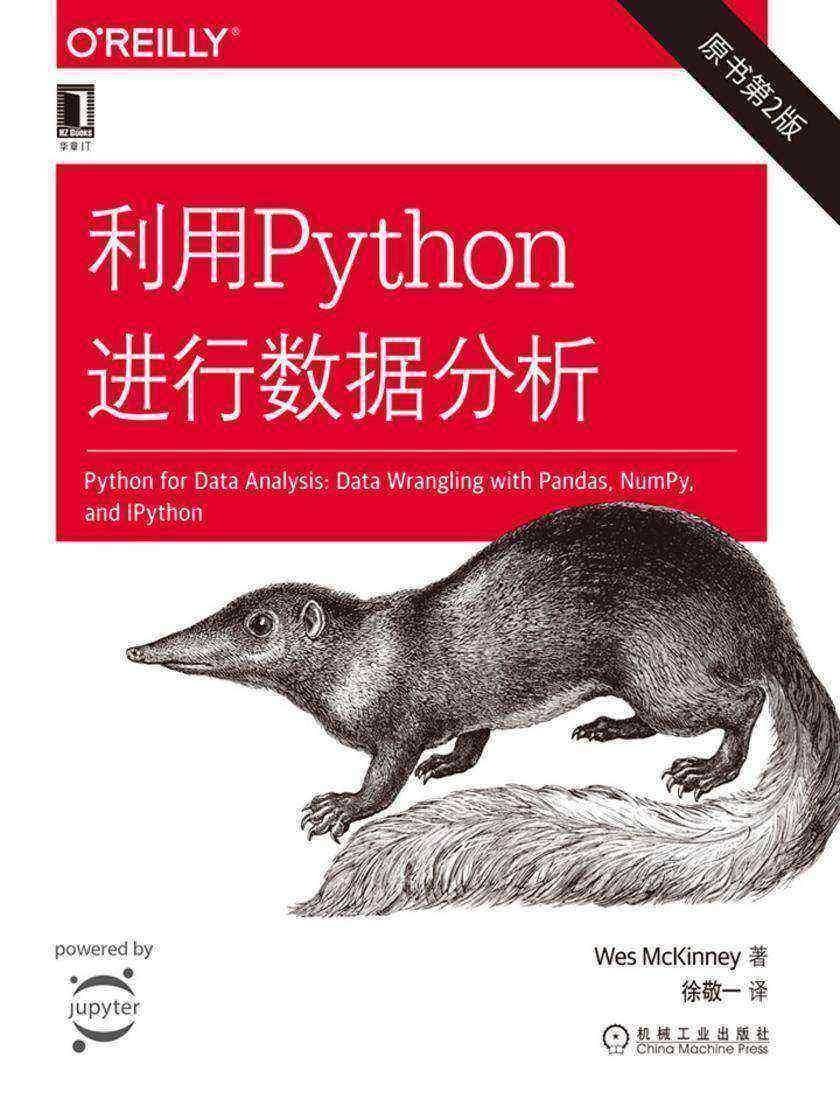 O'REILLY®
原书第2版
HZ Books
华章IT
利用Python
进行数据分析
Python for Data Analysis: Data Wrangling with Pandas, NumPy,
and IPython
powered by
jupyter
Wes McKinney 著
徐敬一 译
机械工业出版社
China Machine Press